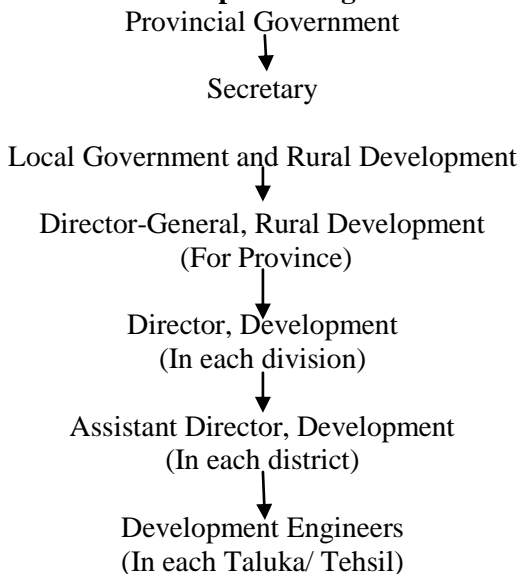 Provincial Government
Secretary
Local Government and Rural Development
Director-General, Rural Development
(For Province)
Director, Development
(In each division)
Assistant Director, Development
(In each district)
Development Engineers
(In each Taluka/ Tehsil)